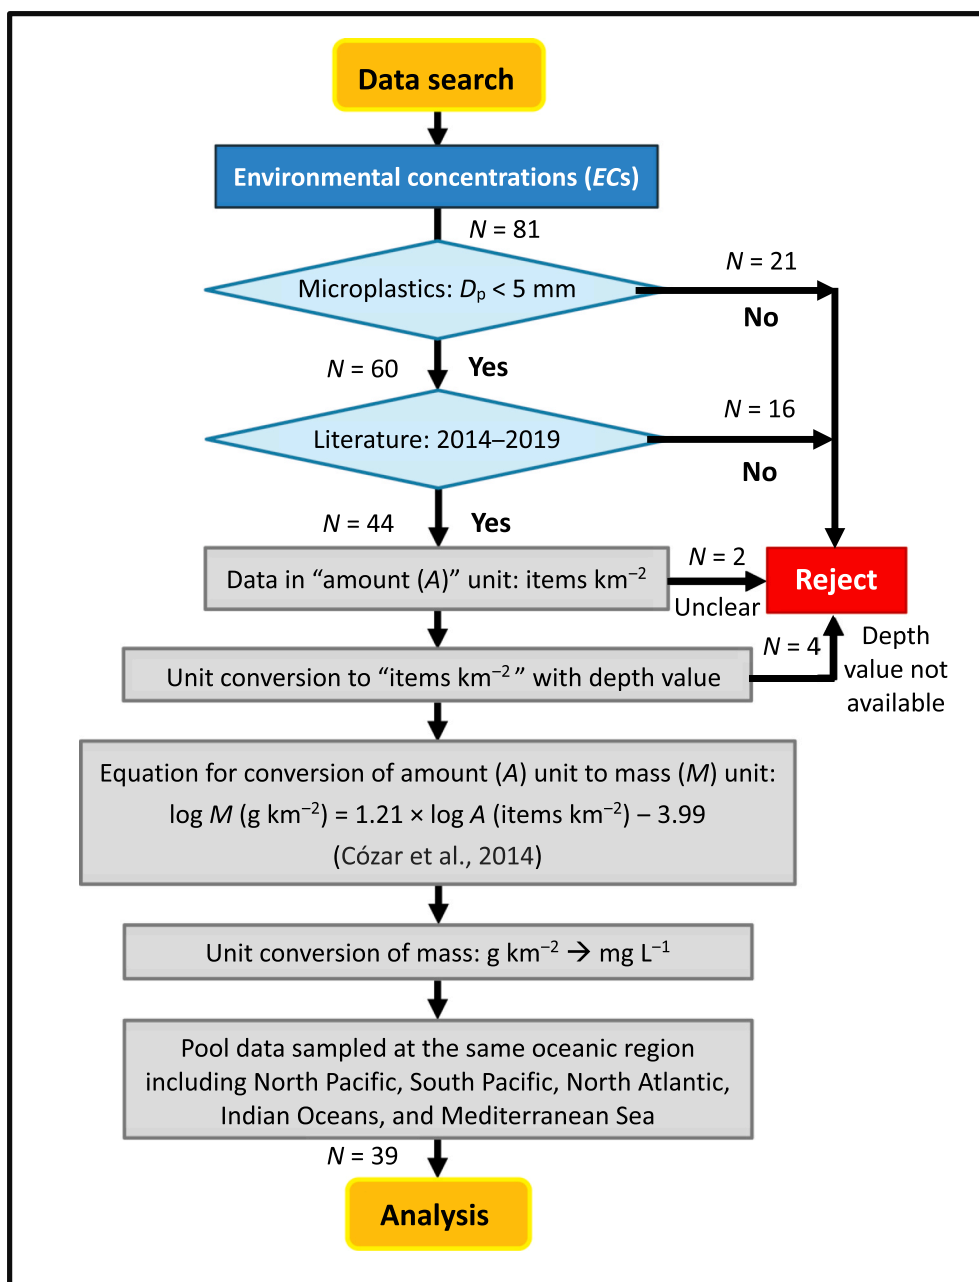 Data search
Environmental concentrations (ECs)
N = 81
Microplastics: Dp < 5 mm
N = 21
No
N = 60
Yes
Literature: 2014–2019
N = 16
No
N = 44
Yes
Data in “amount (A)” unit: items km⁻²
N = 2
Unclear
Reject
Unit conversion to “items km⁻² ” with depth value
N = 4
Depth
value not
available
Equation for conversion of amount (A) unit to mass (M) unit:
log M (g km⁻²) = 1.21 × log A (items km⁻²) – 3.99
(Cózar et al., 2014)
Unit conversion of mass: g km⁻² → mg L⁻¹
Pool data sampled at the same oceanic region
including North Pacific, South Pacific, North Atlantic,
Indian Oceans, and Mediterranean Sea
N = 39
Analysis